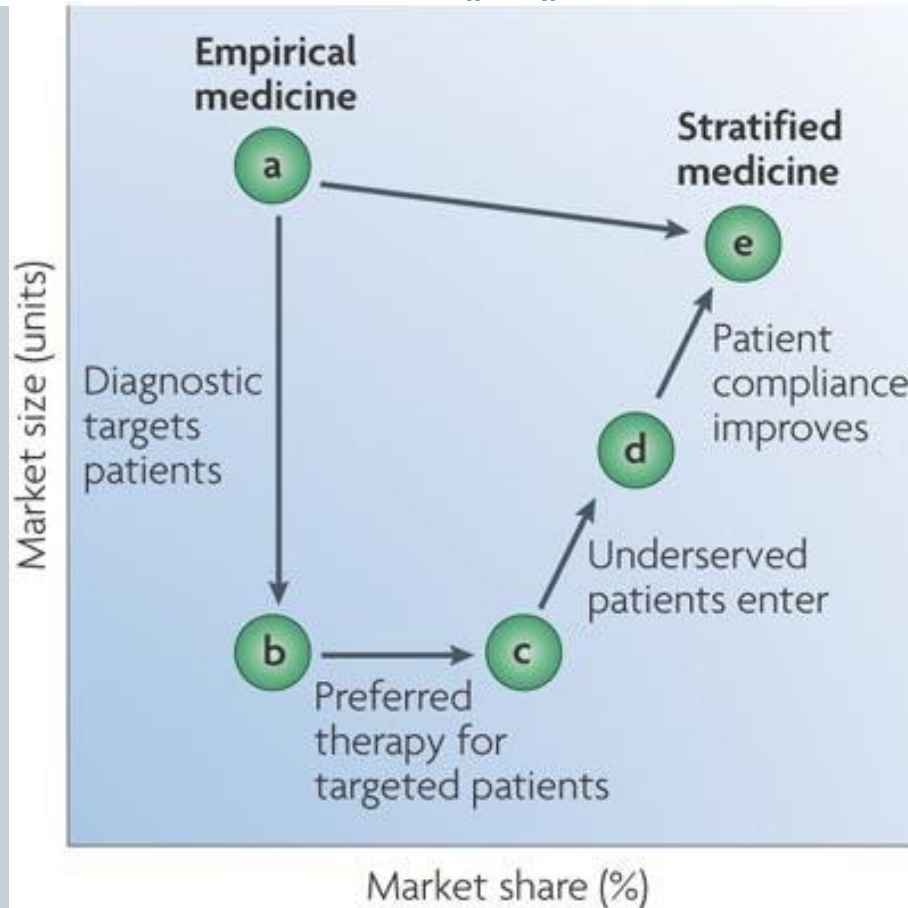 Empirical
medicine
a
Stratified
medicine
e
Diagnostic
targets
patients
Patient
compliance
improves
d
Underserved
patients enter
b
c
Preferred
therapy for
targeted patients
Market size (units)
Market share (%)